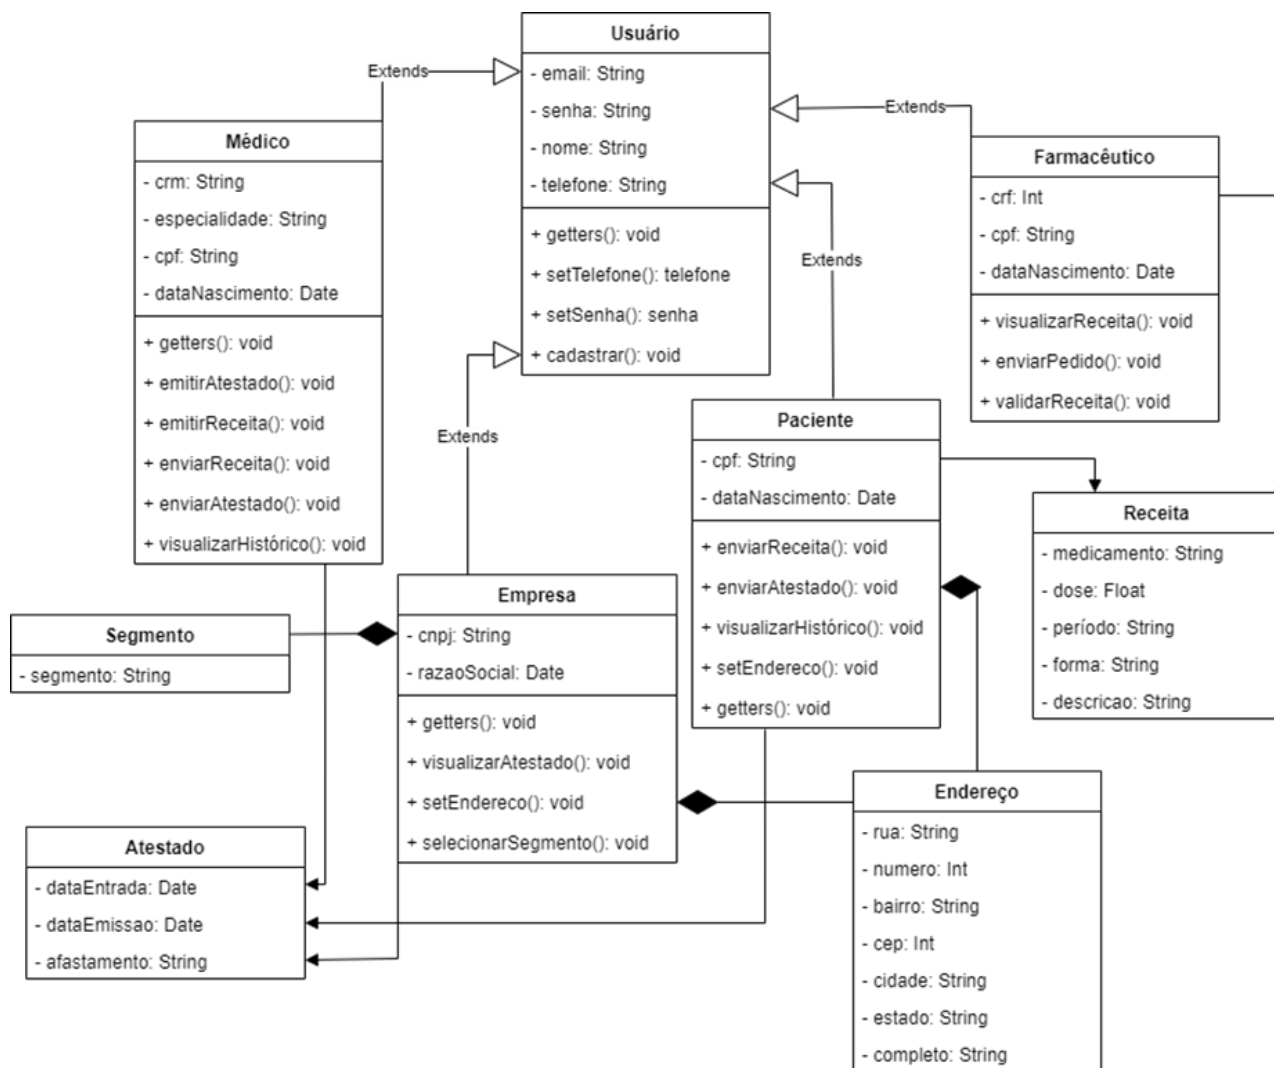 Usuário
- email: String
- senha: String
- nome: String
- telefone: String
+ getters(): void
+ setTelefone(): telefone
+ setSenha(): senha
+ cadastrar(): void
Extends
Extends
Extends
Extends
Médico
- crm: String
- especialidade: String
- cpf: String
- dataNascimento: Date
+ getters(): void
+ emitirAtestado(): void
+ emitirReceita(): void
+ enviarReceita(): void
+ enviarAtestado(): void
+ visualizarHistórico(): void
Farmacêutico
- crf: Int
- cpf: String
- dataNascimento: Date
+ visualizarReceita(): void
+ enviarPedido(): void
+ validarReceita(): void
Paciente
- cpf: String
- dataNascimento: Date
+ enviarReceita(): void
+ enviarAtestado(): void
+ visualizarHistórico(): void
+ setEndereco(): void
+ getters(): void
Receita
- medicamento: String
- dose: Float
- período: String
- forma: String
- descricao: String
Empresa
- cnpj: String
- razaoSocial: Date
+ getters(): void
+ visualizarAtestado(): void
+ setEndereco(): void
+ selecionarSegmento(): void
Segmento
- segmento: String
Atestado
- dataEntrada: Date
- dataEmissao: Date
- afastamento: String
Endereço
- rua: String
- numero: Int
- bairro: String
- cep: Int
- cidade: String
- estado: String
- completo: String